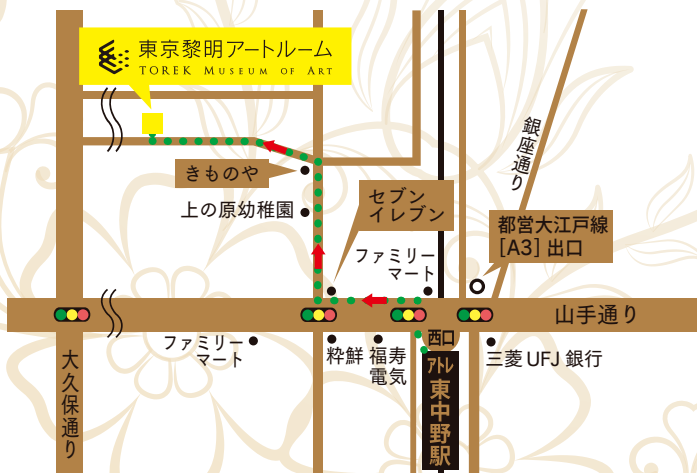 東京黎明アートルーム
TOREK MUSEUM OF ART
銀座通り
きものや
上の原幼稚園
セブン
イレブン
都営大江戸線
[A3] 出口
ファミリー
マート
山手通り
ファミリー
マート
粋鮮
福寿
電気
西口
三菱UFJ 銀行
アトレ
東中野駅
大久保通り